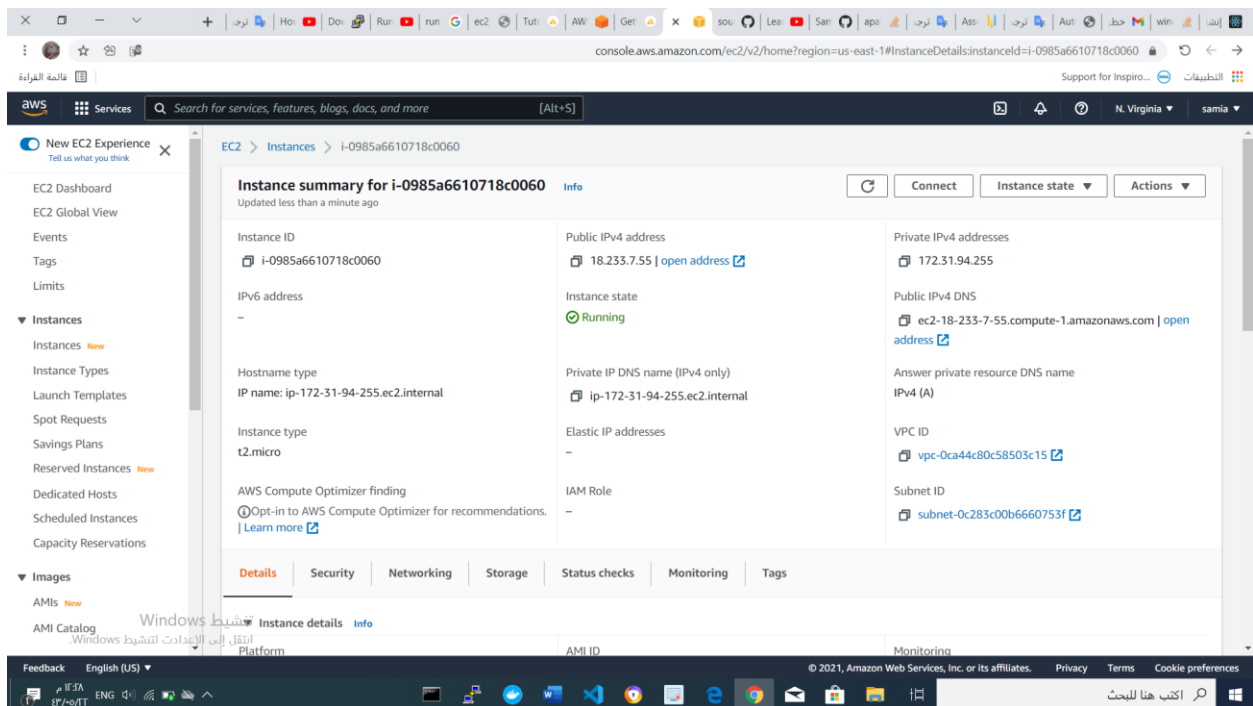 console.aws.amazon.com/ec2/v2/home?region=us-east-1#InstanceDetails:instanceId=i-0985a6610718c0060
قائمة القراءة
Support for Inspiro...
التطبيقات
aws
Services
Search for services, features, blogs, docs, and more
[Alt+S]
N. Virginia ▼
samia ▼
New EC2 Experience
Tell us what you think
EC2 Dashboard
EC2 Global View
Events
Tags
Limits
▼ Instances
Instances New
Instance Types
Launch Templates
Spot Requests
Savings Plans
Reserved Instances New
Dedicated Hosts
Scheduled Instances
Capacity Reservations
▼ Images
AMIs New
AMI Catalog
EC2 > Instances > i-0985a6610718c0060
Instance summary for i-0985a6610718c0060 Info
Updated less than a minute ago
Connect
Instance state ▼
Actions ▼
Instance ID
i-0985a6610718c0060
Public IPv4 address
18.233.7.55 | open address
Private IPv4 addresses
172.31.94.255
IPv6 address
–
Instance state
Running
Public IPv4 DNS
ec2-18-233-7-55.compute-1.amazonaws.com | open
address
Hostname type
IP name: ip-172-31-94-255.ec2.internal
Private IP DNS name (IPv4 only)
ip-172-31-94-255.ec2.internal
Answer private resource DNS name
IPv4 (A)
Instance type
t2.micro
Elastic IP addresses
–
VPC ID
vpc-0ca44c80c58503c15
AWS Compute Optimizer finding
Opt-in to AWS Compute Optimizer for recommendations.
| Learn more
IAM Role
–
Subnet ID
subnet-0c283c00b6660753f
Details
Security
Networking
Storage
Status checks
Monitoring
Tags
▼ Instance details Info
Platform
AMI ID
Monitoring
تنشيط Windows
انتقل إلى الإعدادت لتنشيط Windows.
Feedback
English (US) ▼
© 2021, Amazon Web Services, Inc. or its affiliates.
Privacy
Terms
Cookie preferences
ENG
اكتب هنا للبحث